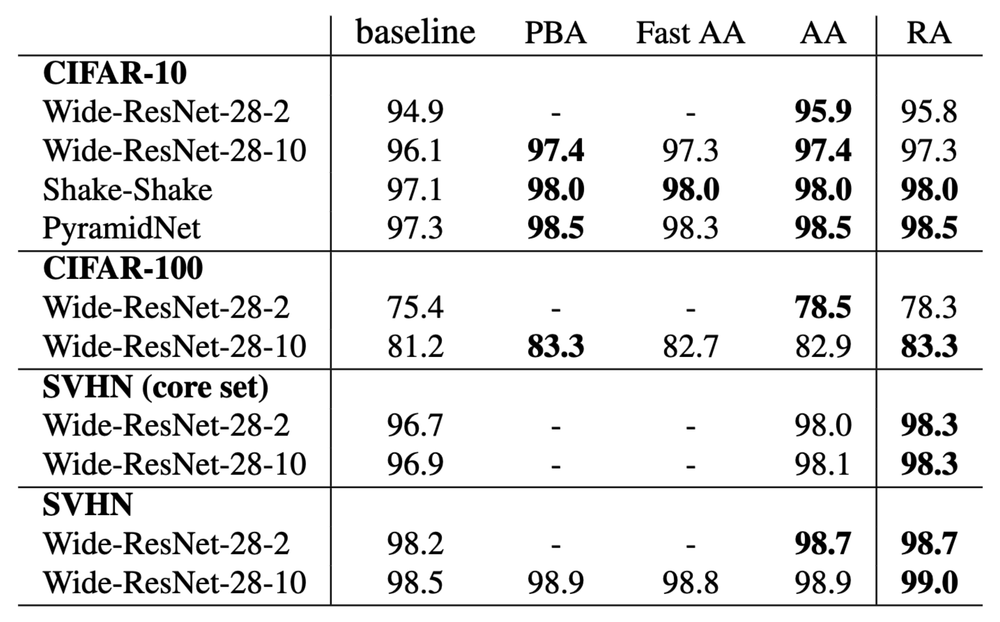 baseline PBA Fast AA AA RA
CIFAR-10
Wide-ResNet-28-2 94.9 - - 95.9 95.8
Wide-ResNet-28-10 96.1 97.4 97.3 97.4 97.3
Shake-Shake 97.1 98.0 98.0 98.0 98.0
PyramidNet 97.3 98.5 98.3 98.5 98.5
CIFAR-100
Wide-ResNet-28-2 75.4 - - 78.5 78.3
Wide-ResNet-28-10 81.2 83.3 82.7 82.9 83.3
SVHN (core set)
Wide-ResNet-28-2 96.7 - - 98.0 98.3
Wide-ResNet-28-10 96.9 - - 98.1 98.3
SVHN
Wide-ResNet-28-2 98.2 - - 98.7 98.7
Wide-ResNet-28-10 98.5 98.9 98.8 98.9 99.0